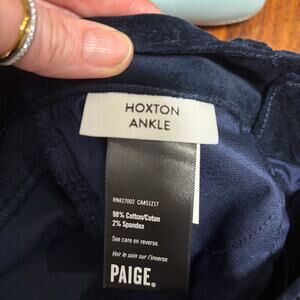 HOXTON
ANKLE
RN#27002 CA#51217
98% Cotton/Coton
2% Spandex
See care on reverse.
Voir le soin sur l'inverse.
PAIGE®